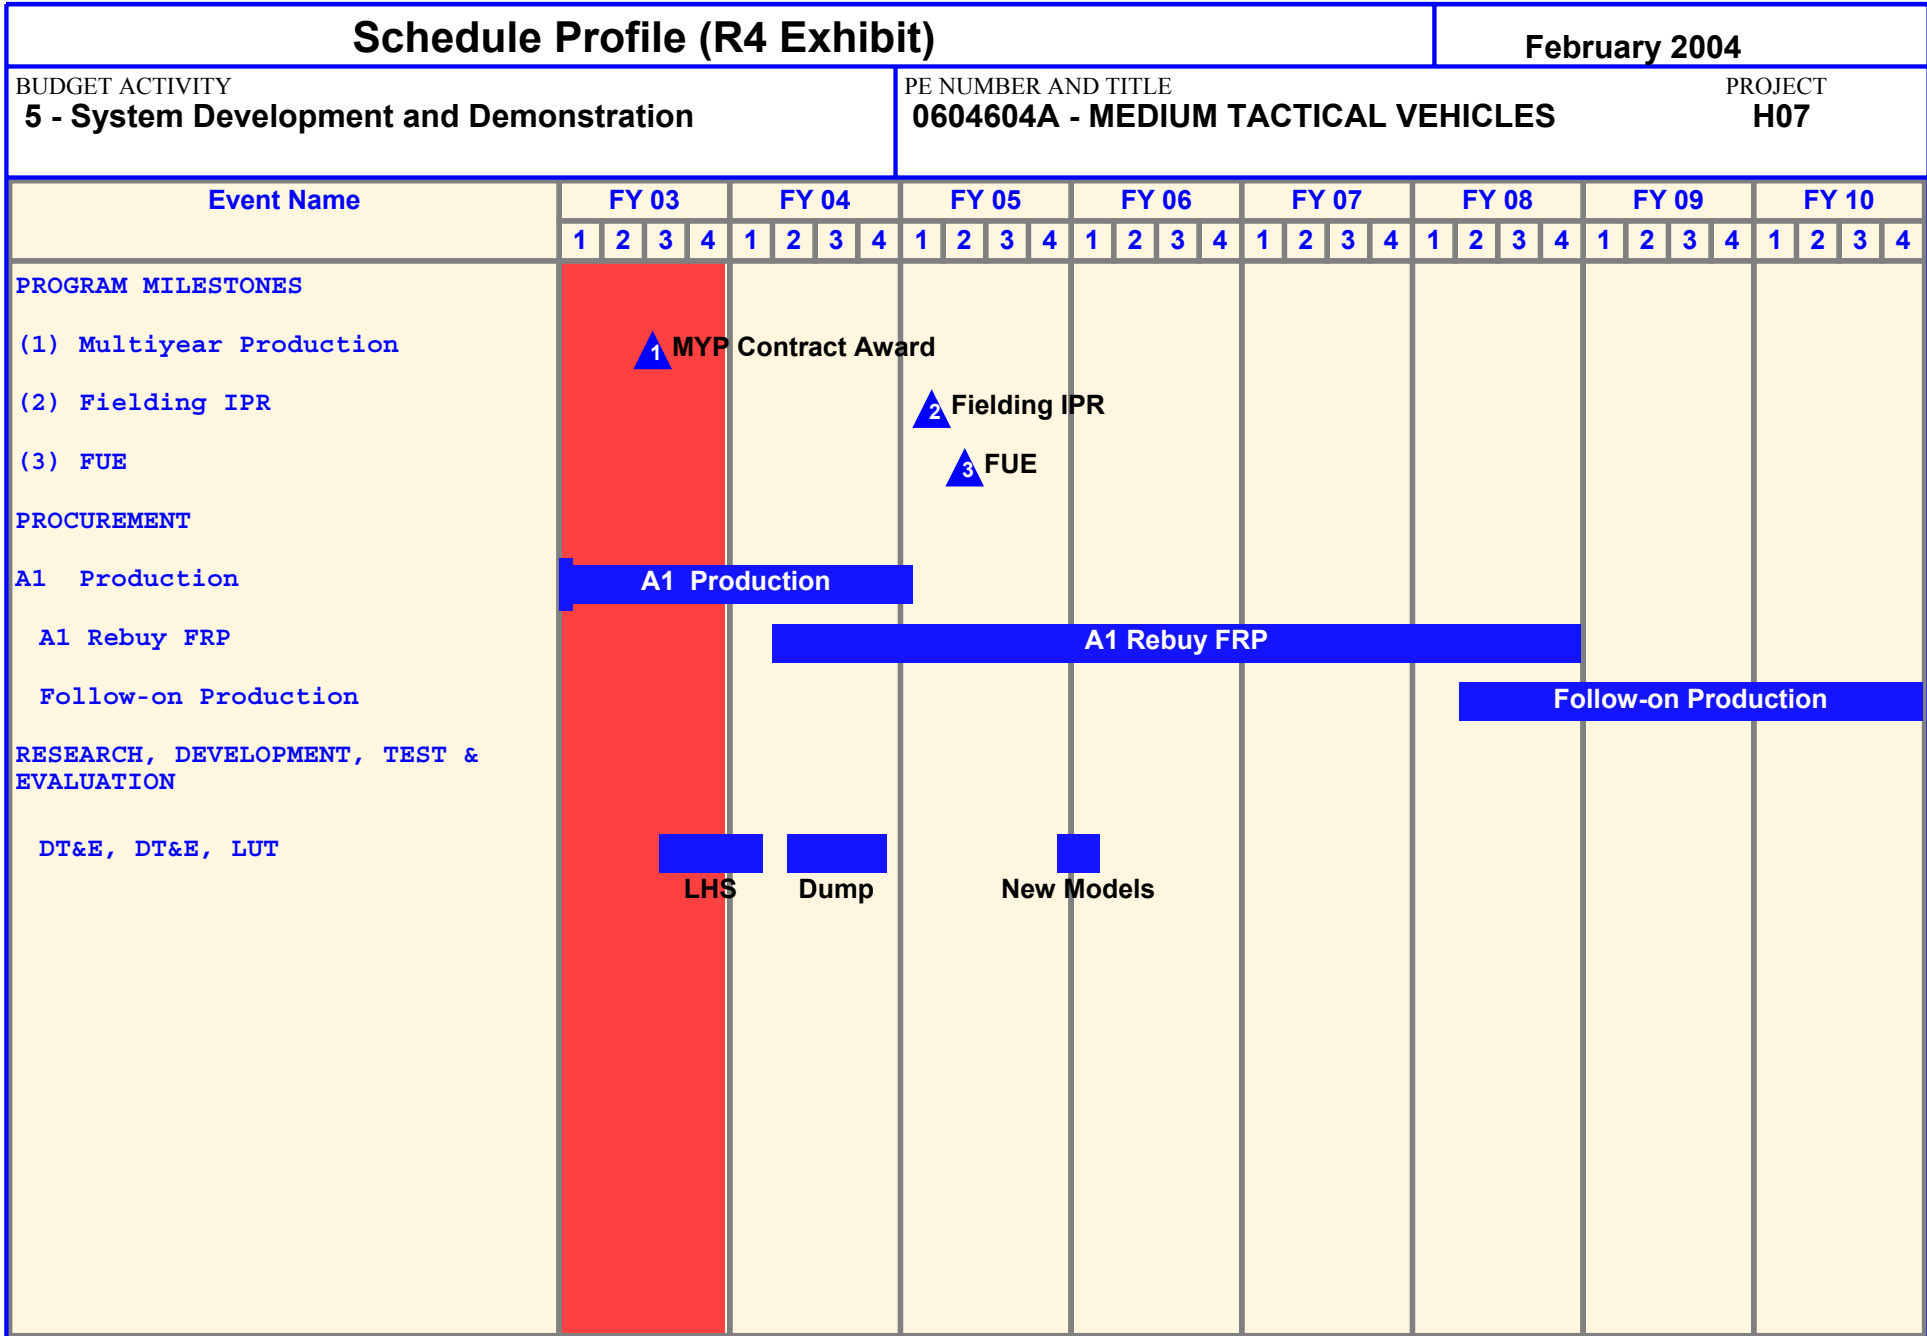 Schedule Profile (R4 Exhibit)
February 2004
BUDGET ACTIVITY
5 - System Development and Demonstration
PE NUMBER AND TITLE
0604604A - MEDIUM TACTICAL VEHICLES
PROJECT
H07
Event Name FY 03 FY 04 FY 05 FY 06 FY 07 FY 08 FY 09 FY 10
1 2 3 4 1 2 3 4 1 2 3 4 1 2 3 4 1 2 3 4 1 2 3 4 1 2 3 4 1 2 3 4
PROGRAM MILESTONES
(1) Multiyear Production 1 MYP Contract Award
(2) Fielding IPR 2 Fielding IPR
(3) FUE 3 FUE
PROCUREMENT
A1 Production A1 Production
A1 Rebuy FRP A1 Rebuy FRP
Follow-on Production Follow-on Production
RESEARCH, DEVELOPMENT, TEST &
EVALUATION
DT&E, DT&E, LUT
LHS Dump New Models